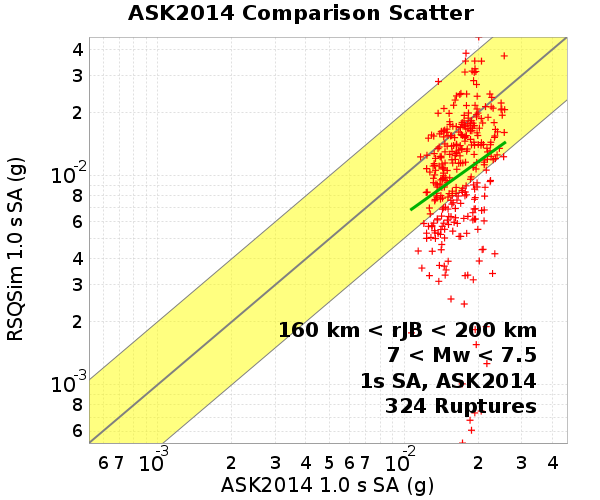 ASK2014 Comparison Scatter
RSQSim 1.0 s SA (g)
4
3
2
10^-2
8
6
4
3
2
10^-3
8
6
160 km < rJB < 200 km
7 < Mw < 7.5
1s SA, ASK2014
324 Ruptures
6 7 10^-3 2 3 4 5 6 7 10^-2 2 3 4
ASK2014 1.0 s SA (g)